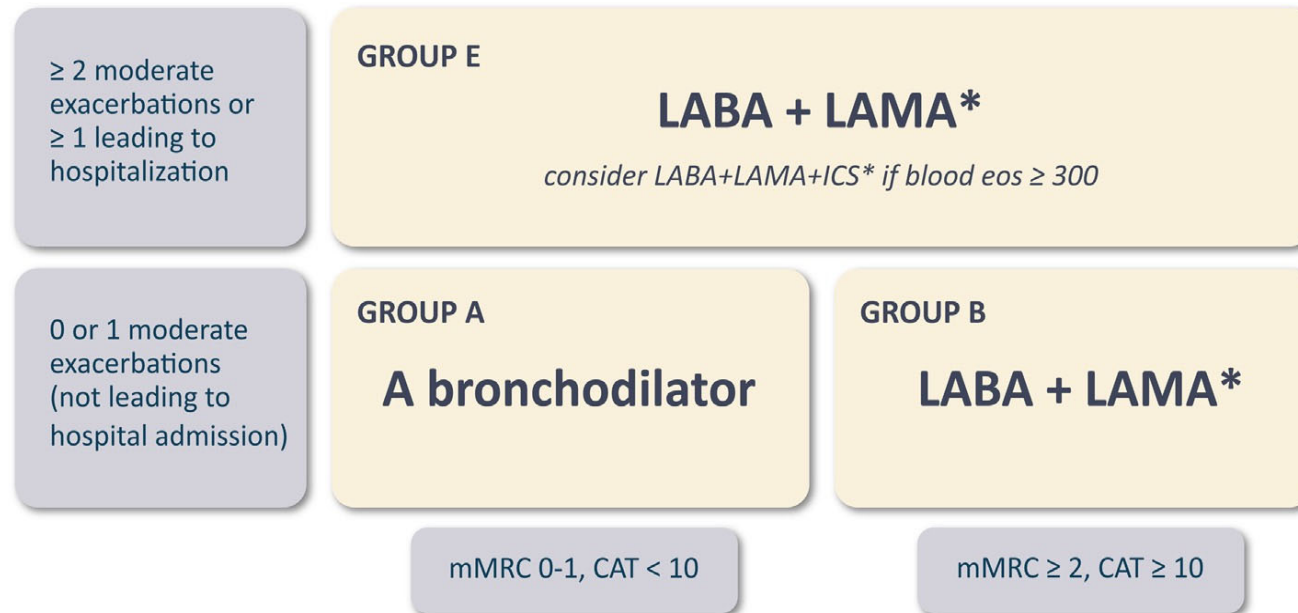 ≥ 2 moderate
exacerbations or
≥ 1 leading to
hospitalization
GROUP E
LABA + LAMA*
consider LABA+LAMA+ICS* if blood eos ≥ 300
0 or 1 moderate
exacerbations
(not leading to
hospital admission)
GROUP A
A bronchodilator
GROUP B
LABA + LAMA*
mMRC 0-1, CAT < 10
mMRC ≥ 2, CAT ≥ 10